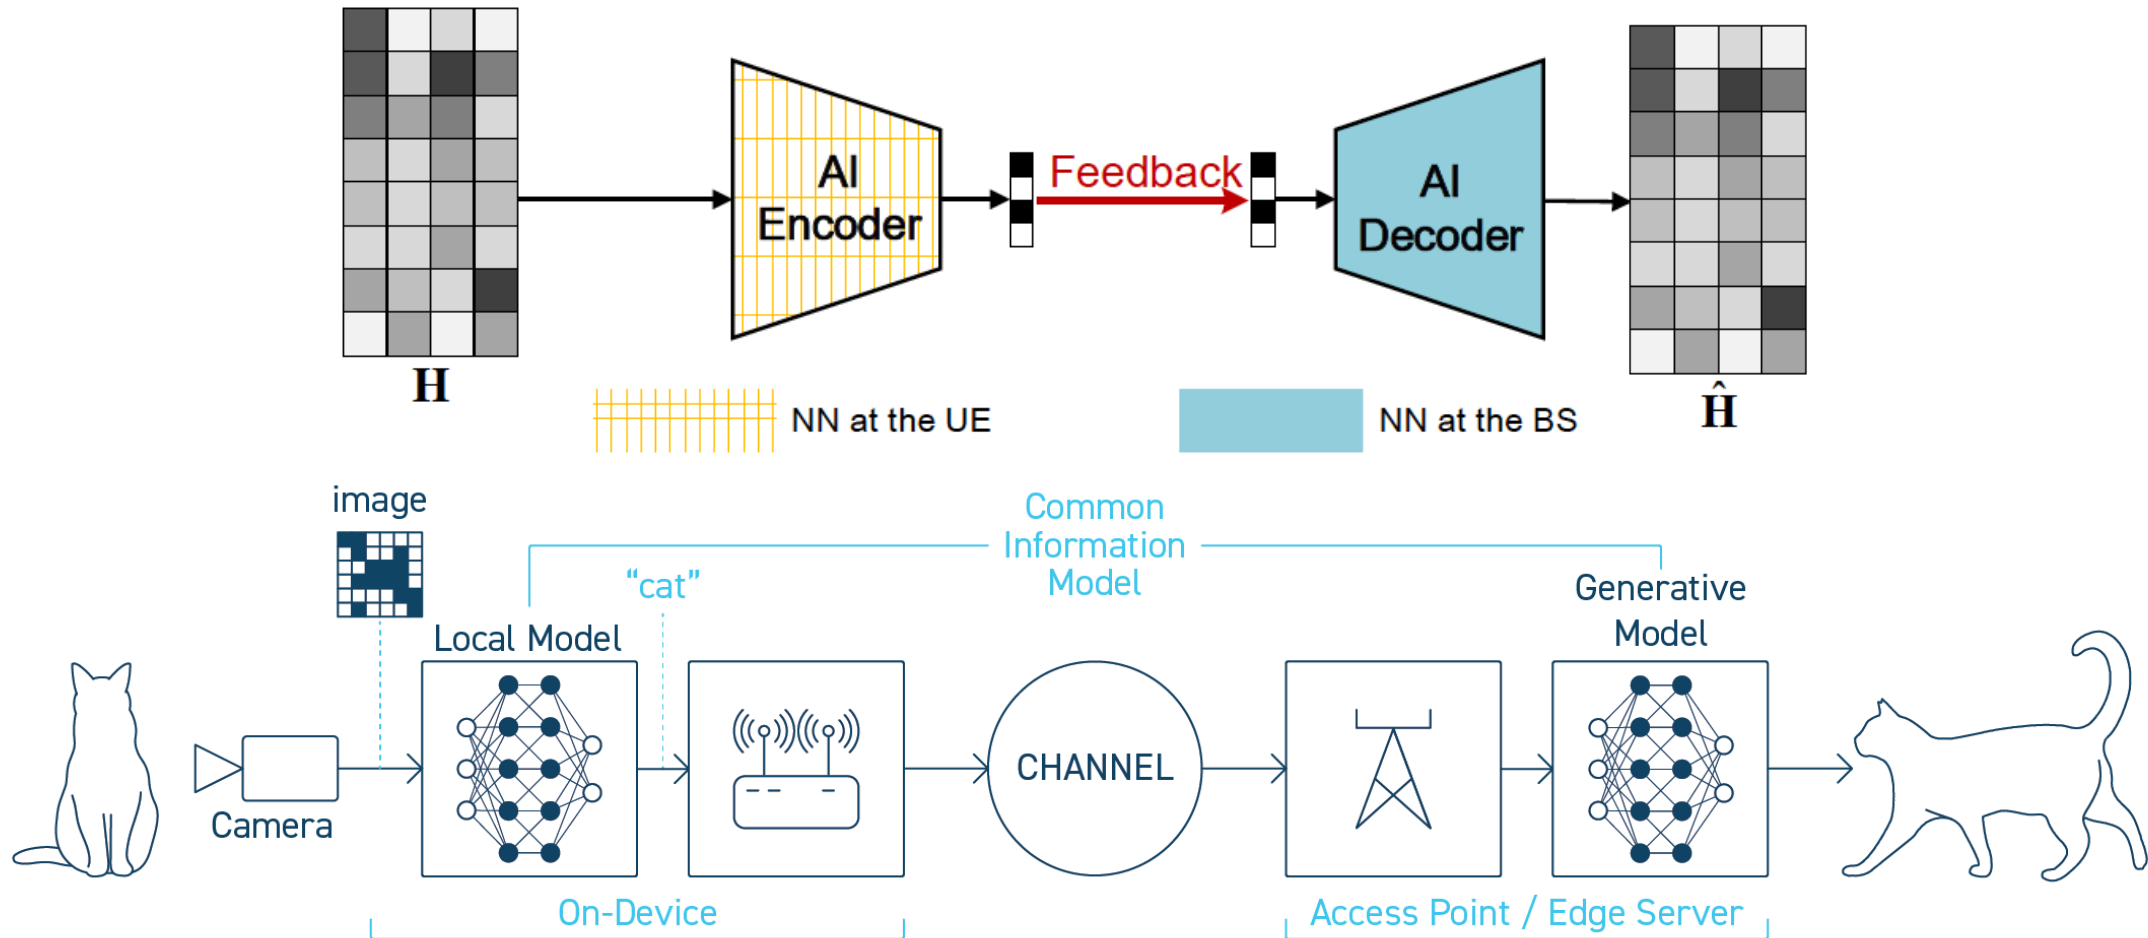 AI
Encoder
Feedback
AI
Decoder
H
Ĥ
NN at the UE
NN at the BS
image
Common
Information
Model
“cat”
Generative
Model
Local Model
Camera
CHANNEL
On-Device
Access Point / Edge Server